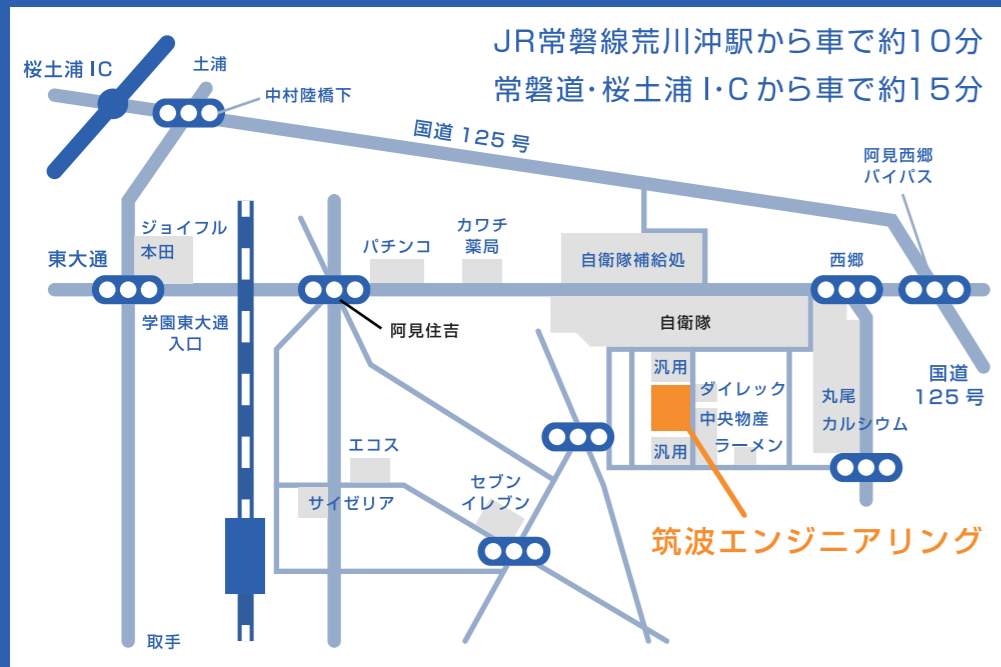 JR常磐線荒川沖駅から車で約10分
常磐道･桜土浦 I･C から車で約15分
桜土浦 IC
土浦
中村陸橋下
国道 125 号
阿見西郷
バイパス
ジョイフル
本田
東大通
パチンコ
カワチ
薬局
自衛隊補給処
西郷
学園東大通
入口
阿見住吉
自衛隊
汎用
ダイレック
中央物産
ラーメン
汎用
国道
125 号
丸尾
カルシウム
エコス
サイゼリア
セブン
イレブン
筑波エンジニアリング
取手